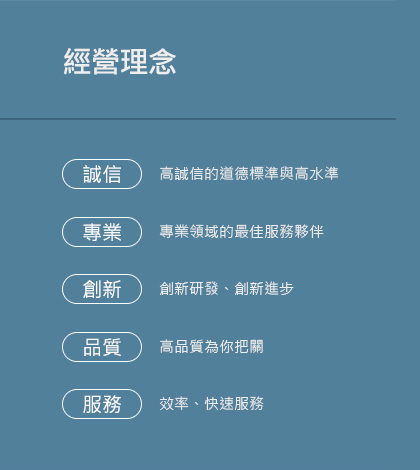 經營理念
誠信 高誠信的道德標準與高水準
專業 專業領域的最佳服務夥伴
創新 創新研發、創新進步
品質 高品質為你把關
服務 效率、快速服務